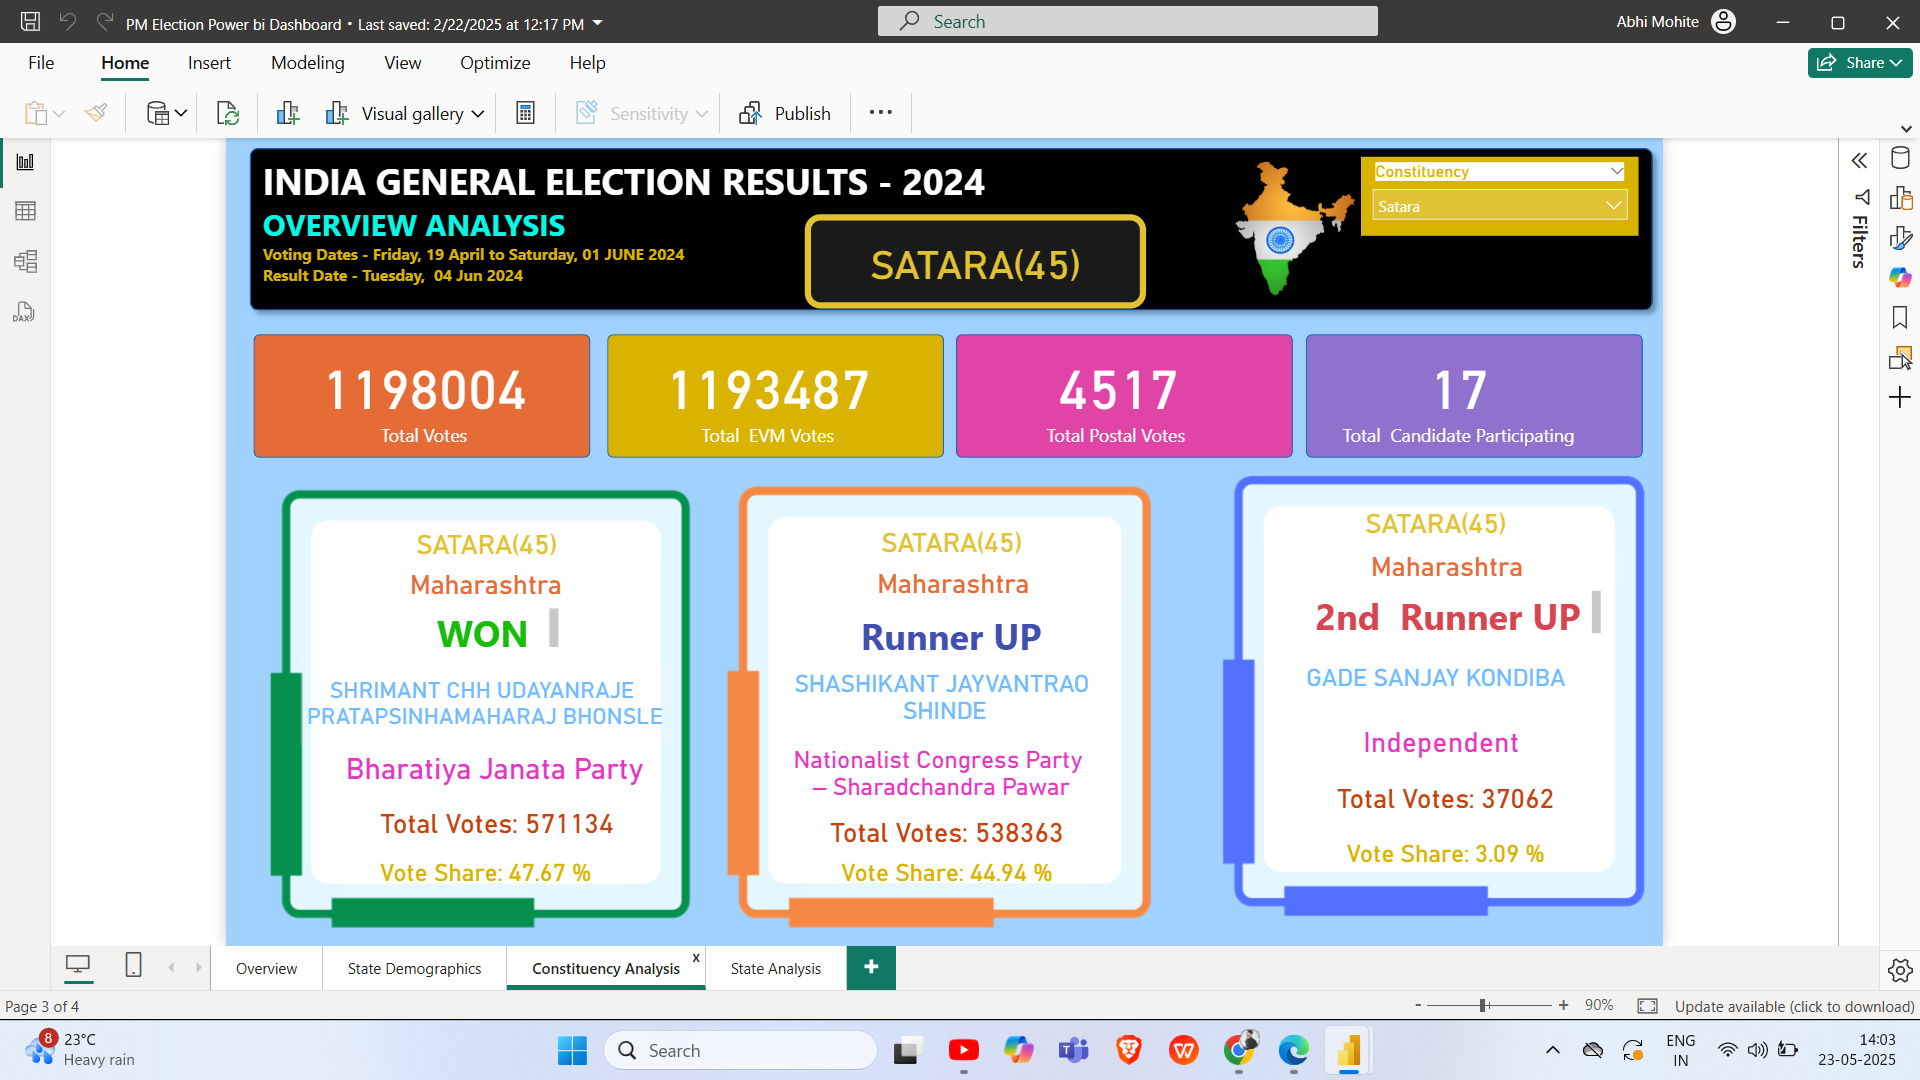 PM Election Power bi Dashboard • Last saved: 2/22/2025 at 12:17 PM
Search
Abhi Mohite
File Home Insert Modeling View Optimize Help
Share
Visual gallery
Sensitivity
Publish
INDIA GENERAL ELECTION RESULTS - 2024
OVERVIEW ANALYSIS
Voting Dates - Friday, 19 April to Saturday, 01 JUNE 2024
Result Date - Tuesday, 04 Jun 2024
SATARA(45)
Constituency
Satara
Filters
DAX
1198004
Total Votes
1193487
Total EVM Votes
4517
Total Postal Votes
17
Total Candidate Participating
SATARA(45)
Maharashtra
WON
SHRIMANT CHH UDAYANRAJE
PRATAPSINHAMAHARAJ BHONSLE
Bharatiya Janata Party
Total Votes: 571134
Vote Share: 47.67 %
SATARA(45)
Maharashtra
Runner UP
SHASHIKANT JAYVANTRAO
SHINDE
Nationalist Congress Party
– Sharadchandra Pawar
Total Votes: 538363
Vote Share: 44.94 %
SATARA(45)
Maharashtra
2nd Runner UP
GADE SANJAY KONDIBA
Independent
Total Votes: 37062
Vote Share: 3.09 %
Overview
State Demographics
Constituency Analysis
x
State Analysis
+
Page 3 of 4
- + 90%
Update available (click to download)
8
23°C
Heavy rain
Search
ENG
IN
14:03
23-05-2025